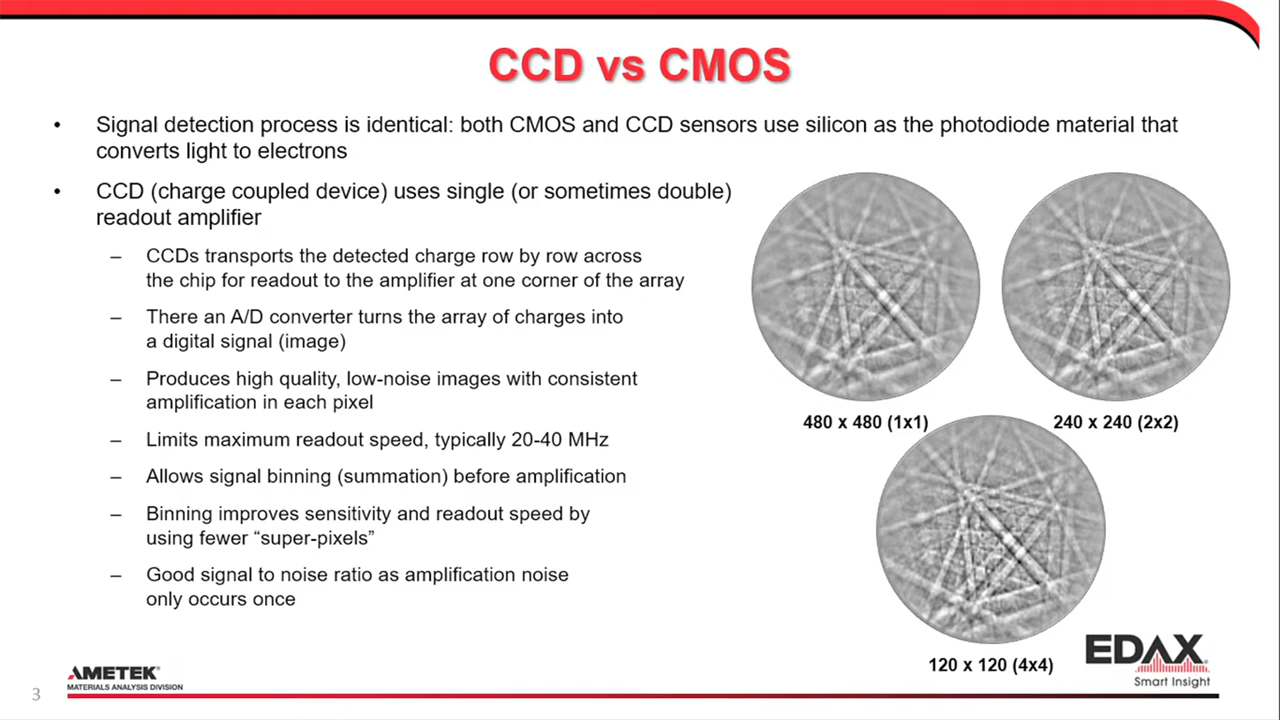 CCD vs CMOS
• Signal detection process is identical: both CMOS and CCD sensors use silicon as the photodiode material that
converts light to electrons
• CCD (charge coupled device) uses single (or sometimes double)
readout amplifier
– CCDs transports the detected charge row by row across
the chip for readout to the amplifier at one corner of the array
– There an A/D converter turns the array of charges into
a digital signal (image)
– Produces high quality, low-noise images with consistent
amplification in each pixel
– Limits maximum readout speed, typically 20-40 MHz
– Allows signal binning (summation) before amplification
– Binning improves sensitivity and readout speed by
using fewer “super-pixels”
– Good signal to noise ratio as amplification noise
only occurs once
480 x 480 (1x1)
240 x 240 (2x2)
120 x 120 (4x4)
3
AMETEK®
MATERIALS ANALYSIS DIVISION
EDAX®
Smart Insight